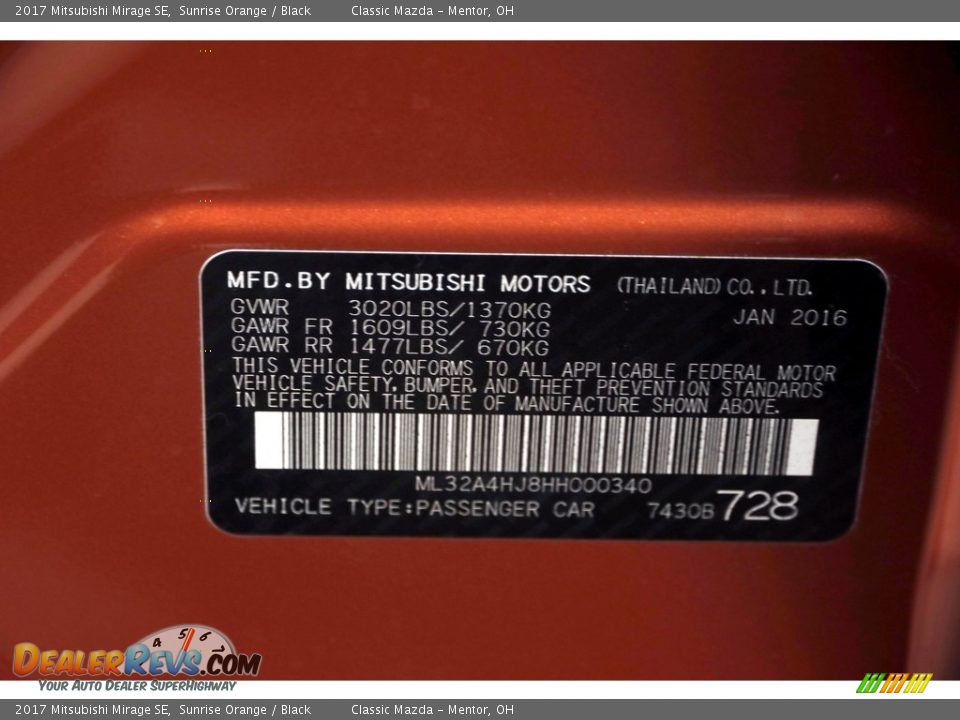 2017 Mitsubishi Mirage SE, Sunrise Orange / Black Classic Mazda - Mentor, OH
MFD.BY MITSUBISHI MOTORS (THAILAND) CO., LTD.
GVWR 3020LBS/1370KG JAN 2016
GAWR FR 1609LBS/ 730KG
GAWR RR 1477LBS/ 670KG
THIS VEHICLE CONFORMS TO ALL APPLICABLE FEDERAL MOTOR
VEHICLE SAFETY, BUMPER, AND THEFT PREVENTION STANDARDS
IN EFFECT ON THE DATE OF MANUFACTURE SHOWN ABOVE.
ML32A4HJ8HH000340
VEHICLE TYPE:PASSENGER CAR 7430B 728
4 5 6 7
DealerRevs.com
Your Auto Dealer SuperHighway
2017 Mitsubishi Mirage SE, Sunrise Orange / Black Classic Mazda - Mentor, OH